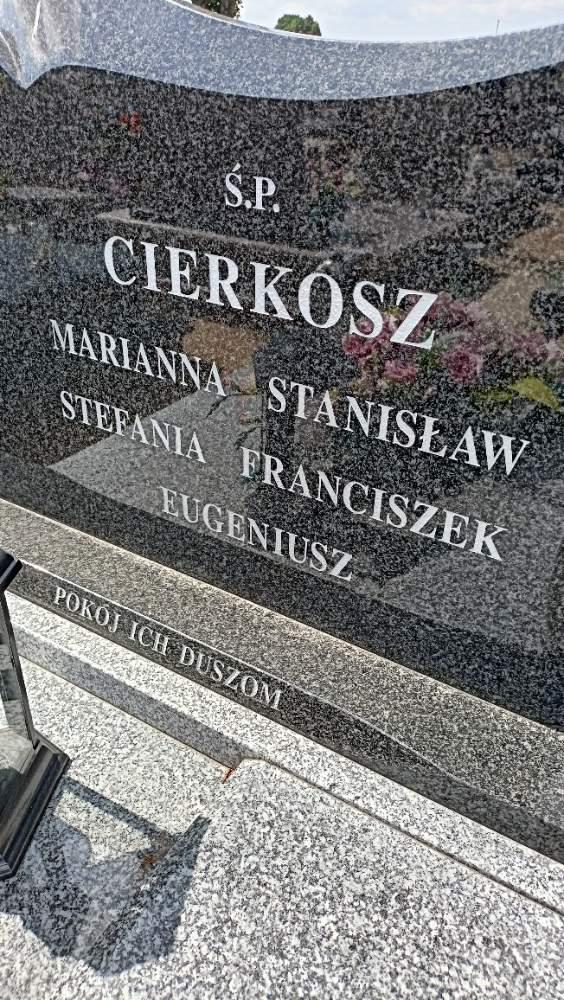 Ś.P.
CIERKOSZ
MARIANNA STANISŁAW
STEFANIA FRANCISZEK
EUGENIUSZ
POKÓJ ICH DUSZOM